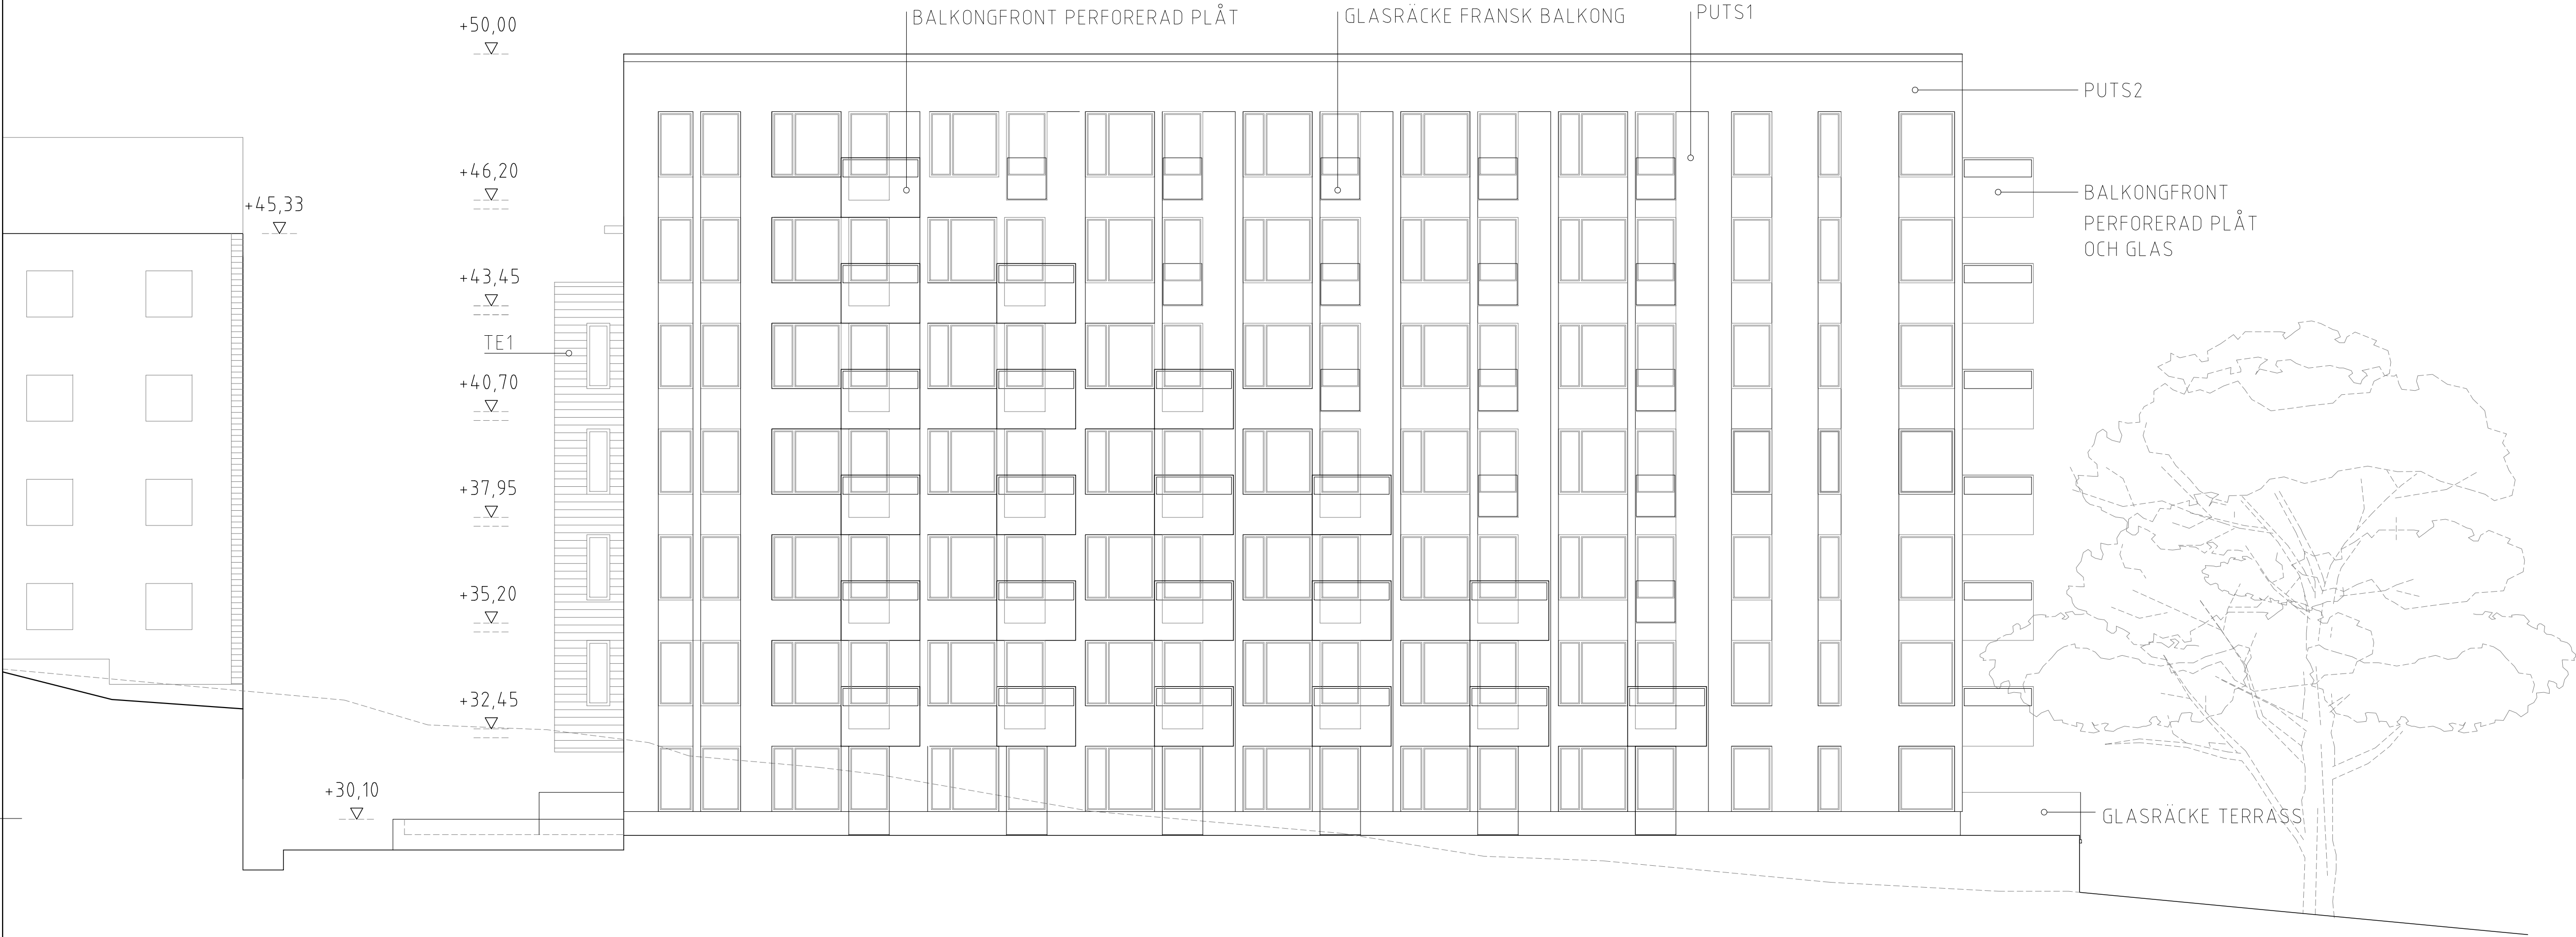 +50,00
BALKONGFRONT PERFORERAD PLÅT
GLASRÄCKE FRANSK BALKONG
PUTS1
PUTS2
+46,20
+45,33
BALKONGFRONT
PERFORERAD PLÅT
OCH GLAS
+43,45
TE1
+40,70
+37,95
+35,20
+32,45
+30,10
GLASRÄCKE TERRASS